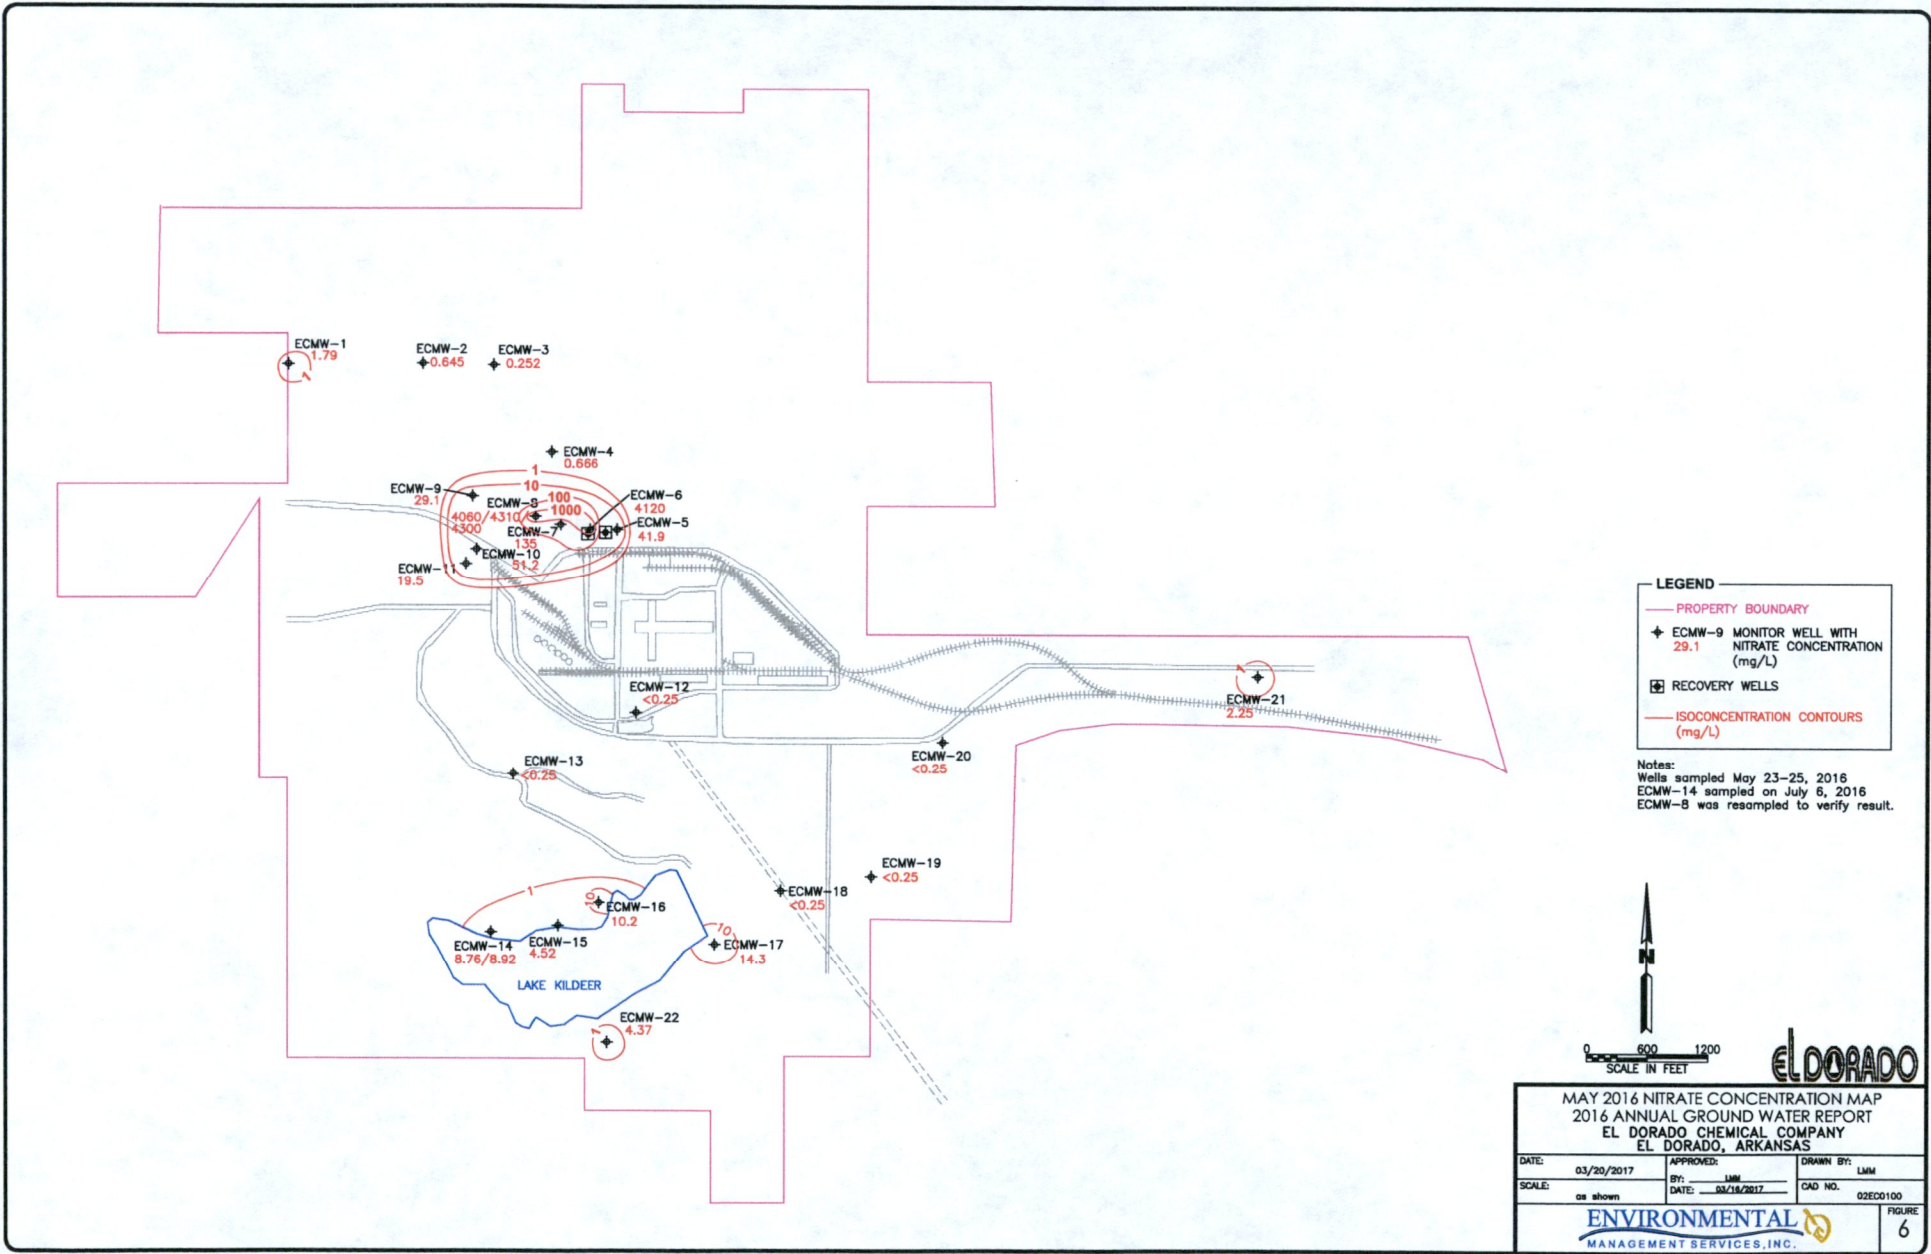 ECMW-1
1.79
1
ECMW-2
0.645
ECMW-3
0.252
ECMW-4
0.666
1
10
100
1000
ECMW-9
29.1
ECMW-8
4060/4310/
4300
ECMW-7
135
ECMW-6
4120
ECMW-5
41.9
ECMW-10
51.2
ECMW-11
19.5
ECMW-12
<0.25
ECMW-13
<0.25
1
ECMW-21
2.25
ECMW-20
<0.25
ECMW-19
<0.25
ECMW-18
<0.25
1
10
ECMW-16
10.2
ECMW-14
8.76/8.92
ECMW-15
4.52
10
ECMW-17
14.3
LAKE KILDEER
1
ECMW-22
4.37
LEGEND
PROPERTY BOUNDARY
ECMW-9 MONITOR WELL WITH
29.1 NITRATE CONCENTRATION
(mg/L)
RECOVERY WELLS
ISOCONCENTRATION CONTOURS
(mg/L)
Notes:
Wells sampled May 23-25, 2016
ECMW-14 sampled on July 6, 2016
ECMW-8 was resampled to verify result.
N
0 600 1200
SCALE IN FEET
EL DORADO
MAY 2016 NITRATE CONCENTRATION MAP
2016 ANNUAL GROUND WATER REPORT
EL DORADO CHEMICAL COMPANY
EL DORADO, ARKANSAS
DATE: 03/20/2017
APPROVED:
BY: LMM
DATE: 03/16/2017
DRAWN BY: LMM
SCALE: as shown
CAD NO. 02EC0100
ENVIRONMENTAL
MANAGEMENT SERVICES, INC.
FIGURE
6